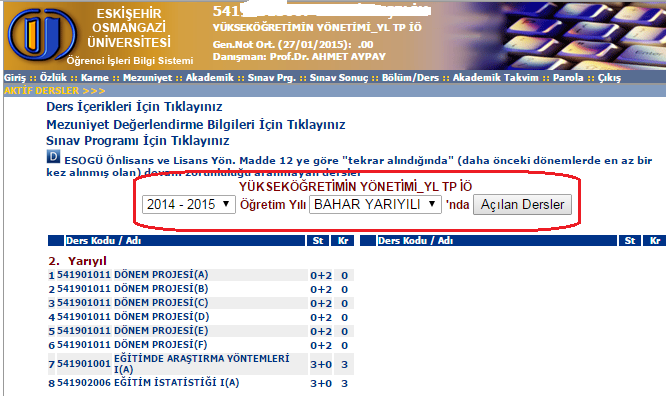 ESKİŞEHİR
OSMANGAZİ
ÜNİVERSİTESİ
Öğrenci İşleri Bilgi Sistemi
YÜKSEKÖĞRETİMİN YÖNETİMİ_YL TP İÖ
Gen.Not Ort. (27/01/2015): .00
Danışman: Prof.Dr. AHMET AYPAY
Giriş :: Özlük :: Karne :: Mezuniyet :: Akademik :: Sınav Prg. :: Sınav Sonuç :: Bölüm/Ders :: Akademik Takvim :: Parola :: Çıkış
AKTİF DERSLER >>>
Ders İçerikleri İçin Tıklayınız
Mezuniyet Değerlendirme Bilgileri İçin Tıklayınız
Sınav Programı İçin Tıklayınız
D ESOGÜ Önlisans ve Lisans Yön. Madde 12 ye göre "tekrar alındığında" (daha önceki dönemlerde en az bir
kez alınmış olan) devam zorunluluğu aranmayan dersler
YÜKSEKÖĞRETİMİN YÖNETİMİ_YL TP İÖ
2014 - 2015 Öğretim Yılı BAHAR YARIYILI 'nda Açılan Dersler
Ders Kodu / Adı St Kr Ders Kodu / Adı St Kr
2. Yarıyıl
1 541901011 DÖNEM PROJESİ(A) 0+2 0
2 541901011 DÖNEM PROJESİ(B) 0+2 0
3 541901011 DÖNEM PROJESİ(C) 0+2 0
4 541901011 DÖNEM PROJESİ(D) 0+2 0
5 541901011 DÖNEM PROJESİ(E) 0+2 0
6 541901011 DÖNEM PROJESİ(F) 0+2 0
7 541901001 EĞİTİMDE ARAŞTIRMA YÖNTEMLERİ
I(A) 3+0 3
8 541902006 EĞİTİM İSTATİSTİĞİ I(A) 3+0 3